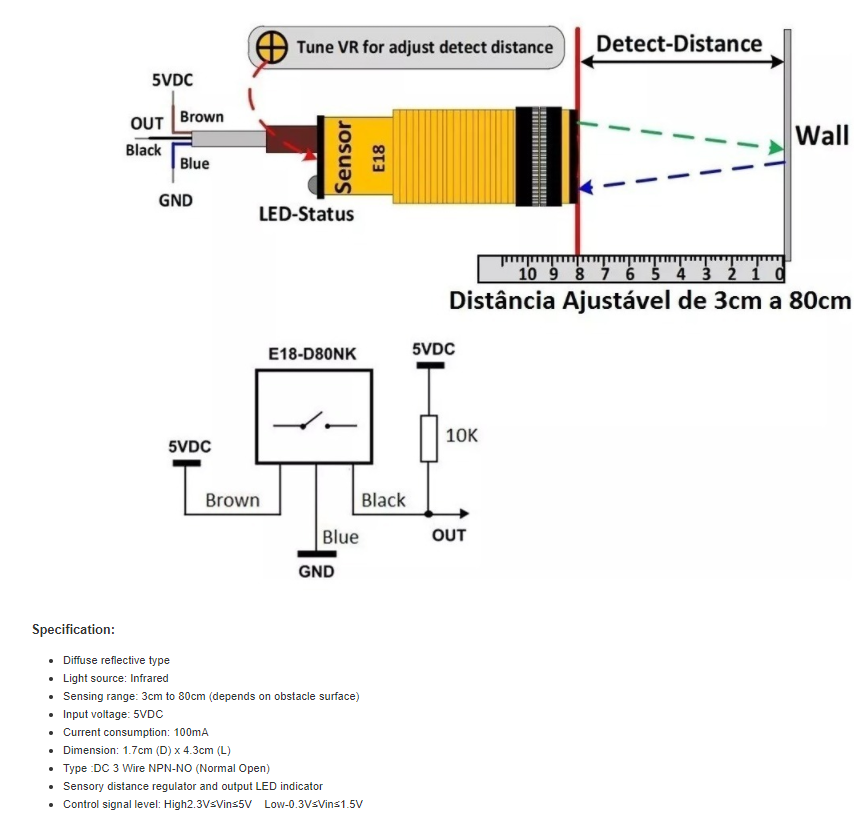 Tune VR for adjust detect distance
Detect-Distance
5VDC
OUT
Brown
Black
Blue
GND
Sensor
E18
LED-Status
Wall
10 9 8 7 6 5 4 3 2 1 0
Distância Ajustável de 3cm a 80cm
E18-D80NK
5VDC
10K
5VDC
Brown
Black
Blue
OUT
GND
Specification:
Diffuse reflective type
Light source: Infrared
Sensing range: 3cm to 80cm (depends on obstacle surface)
Input voltage: 5VDC
Current consumption: 100mA
Dimension: 1.7cm (D) x 4.3cm (L)
Type :DC 3 Wire NPN-NO (Normal Open)
Sensory distance regulator and output LED indicator
Control signal level: High2.3V≤Vin≤5V Low-0.3V≤Vin≤1.5V